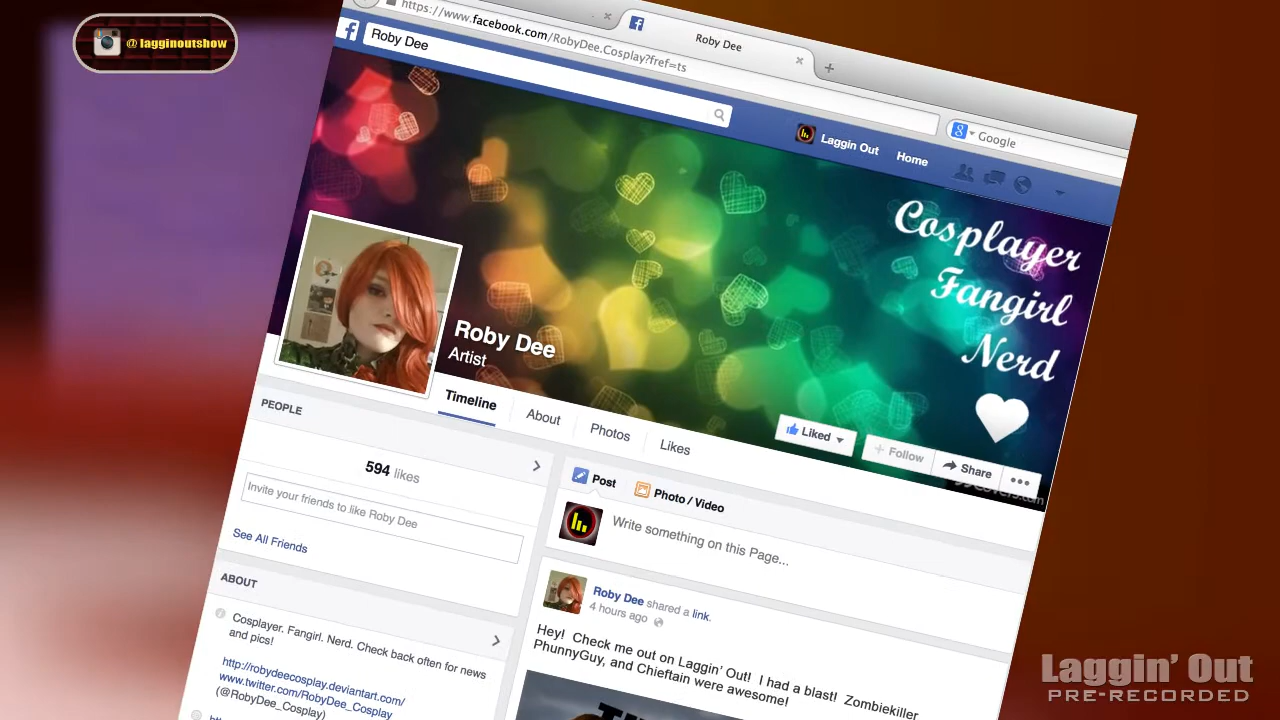 @ lagginoutshow
https://www.facebook.com/RobyDee.Cosplay?fref=ts
Roby Dee
Google
Roby Dee
Laggin Out Home
Cosplayer
Fangirl
Nerd
Roby Dee
Artist
Timeline About Photos Likes
Liked + Follow Share
PEOPLE
594 likes
Invite your friends to like Roby Dee
See All Friends
ABOUT
Cosplayer. Fangirl. Nerd. Check back often for news
and pics!
http://robydeecosplay.deviantart.com/
www.twitter.com/RobyDee_Cosplay
(@RobyDee_Cosplay)
Post Photo / Video
Write something on this Page...
Roby Dee shared a link.
4 hours ago
Hey! Check me out on Laggin' Out! I had a blast! Zombiekiller
PhunnyGuy, and Chieftain were awesome!
Laggin' Out
PRE-RECORDED